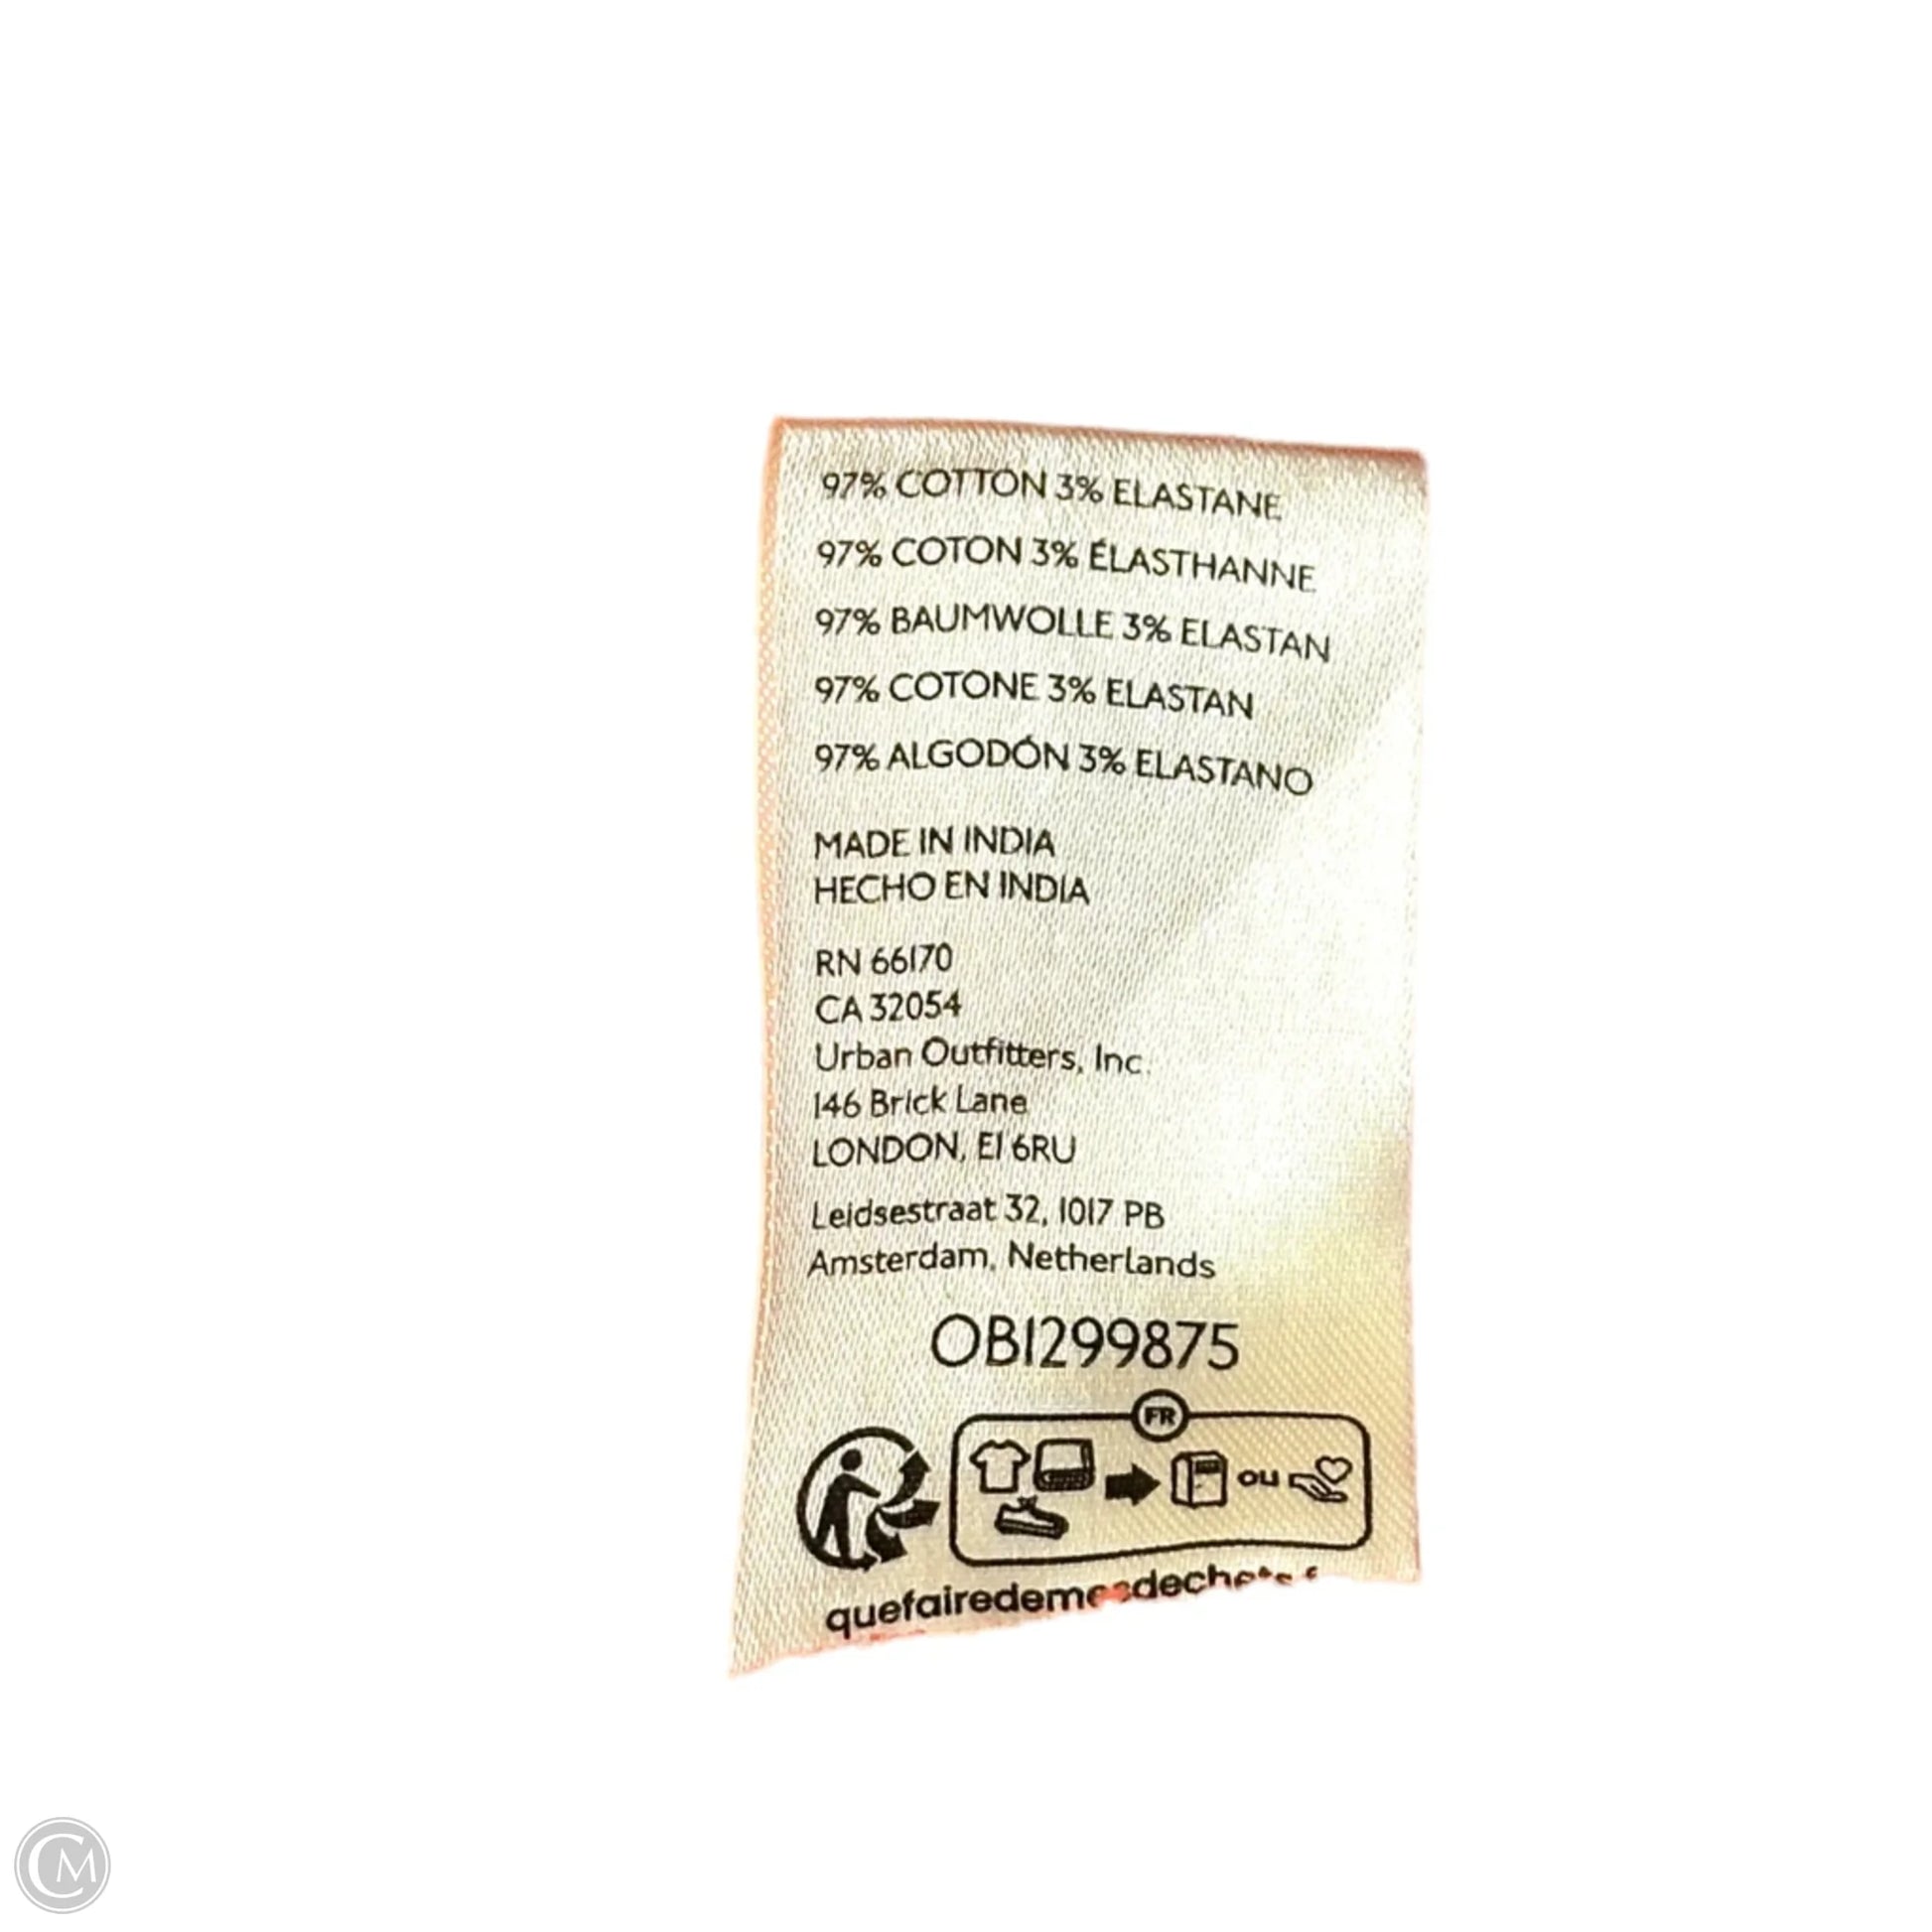 97% COTTON 3% ELASTANE
97% COTON 3% ÉLASTHANNE
97% BAUMWOLLE 3% ELASTAN
97% COTONE 3% ELASTAN
97% ALGODÓN 3% ELASTANO
MADE IN INDIA
HECHO EN INDIA
RN 66170
CA 32054
Urban Outfitters, Inc.
146 Brick Lane
LONDON, E1 6RU
Leidsestraat 32, 1017 PB
Amsterdam, Netherlands
OB1299875
FR
ou
CM